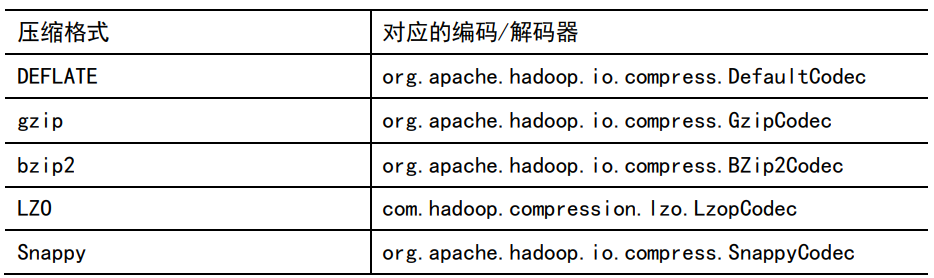 压缩格式 对应的编码/解码器
DEFLATE org.apache.hadoop.io.compress.DefaultCodec
gzip org.apache.hadoop.io.compress.GzipCodec
bzip2 org.apache.hadoop.io.compress.BZip2Codec
LZO com.hadoop.compression.lzo.LzopCodec
Snappy org.apache.hadoop.io.compress.SnappyCodec